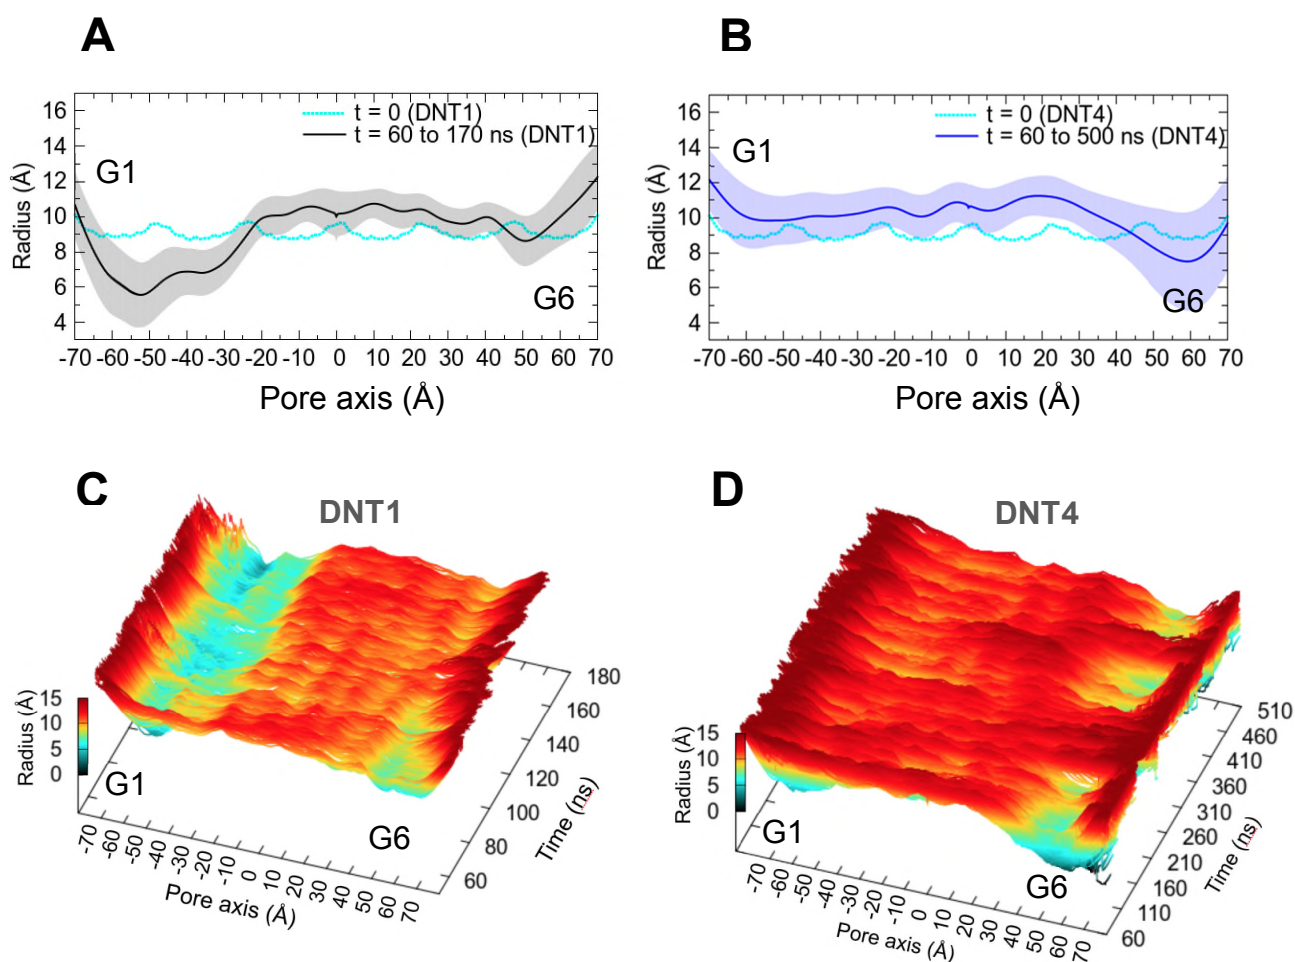 A
16
14
12
10
8
6
4
Radius (Å)
t = 0 (DNT1)
t = 60 to 170 ns (DNT1)
G1
G6
-70 -60 -50 -40 -30 -20 -10 0 10 20 30 40 50 60 70
Pore axis (Å)
B
16
14
12
10
8
6
4
Radius (Å)
t = 0 (DNT4)
t = 60 to 500 ns (DNT4)
G1
G6
-70 -60 -50 -40 -30 -20 -10 0 10 20 30 40 50 60 70
Pore axis (Å)
C
DNT1
15
10
5
0
Radius (Å)
G1
G6
-70 -60 -50 -40 -30 -20 -10 0 10 20 30 40 50 60 70
Pore axis (Å)
180
160
140
120
100
80
60
Time (ns)
D
DNT4
15
10
5
0
Radius (Å)
G1
G6
-70 -60 -50 -40 -30 -20 -10 0 10 20 30 40 50 60 70
Pore axis (Å)
510
460
410
360
310
260
210
160
110
60
Time (ns)